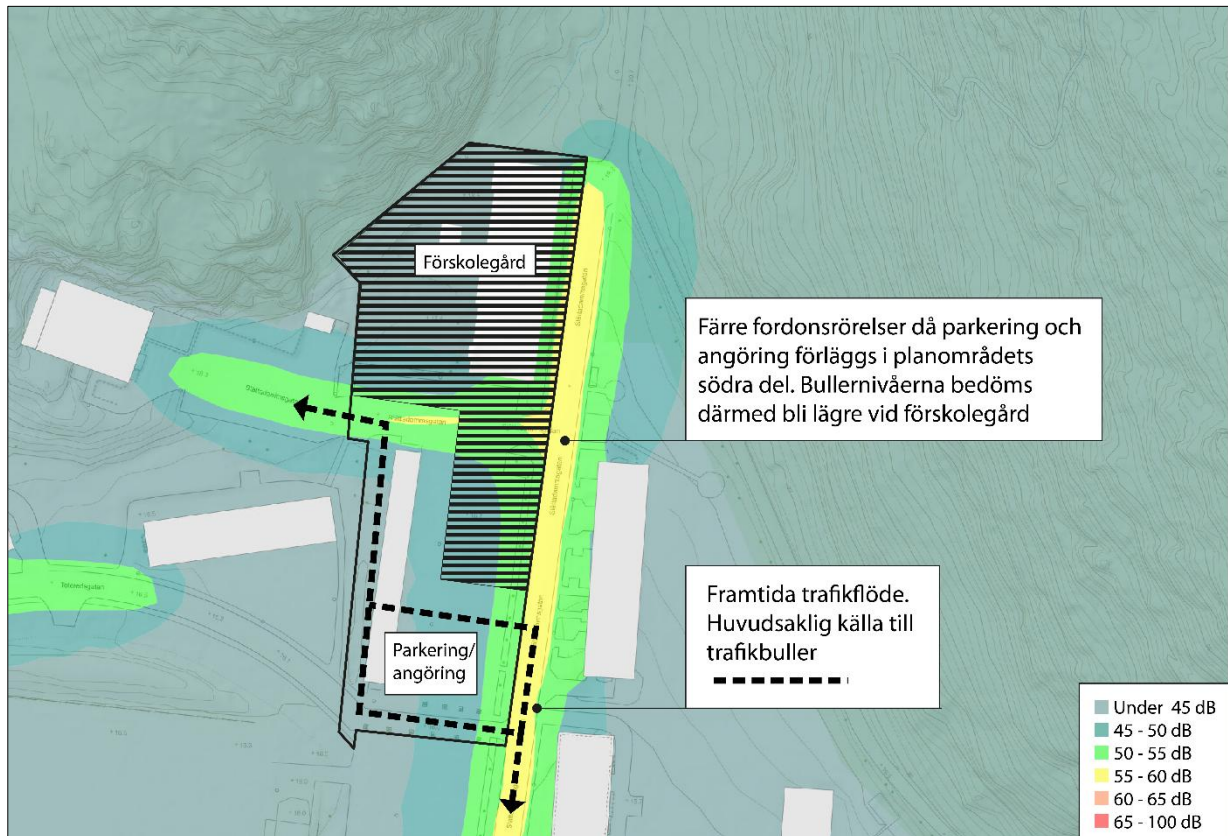 Förskolegård
Färre fordonsrörelser då parkering och
angöring förläggs i planområdets
södra del. Bullernivåerna bedöms
därmed bli lägre vid förskolegård
Framtida trafikflöde.
Huvudsaklig källa till
trafikbuller
Parkering/
angöring
Under 45 dB
45 - 50 dB
50 - 55 dB
55 - 60 dB
60 - 65 dB
65 - 100 dB